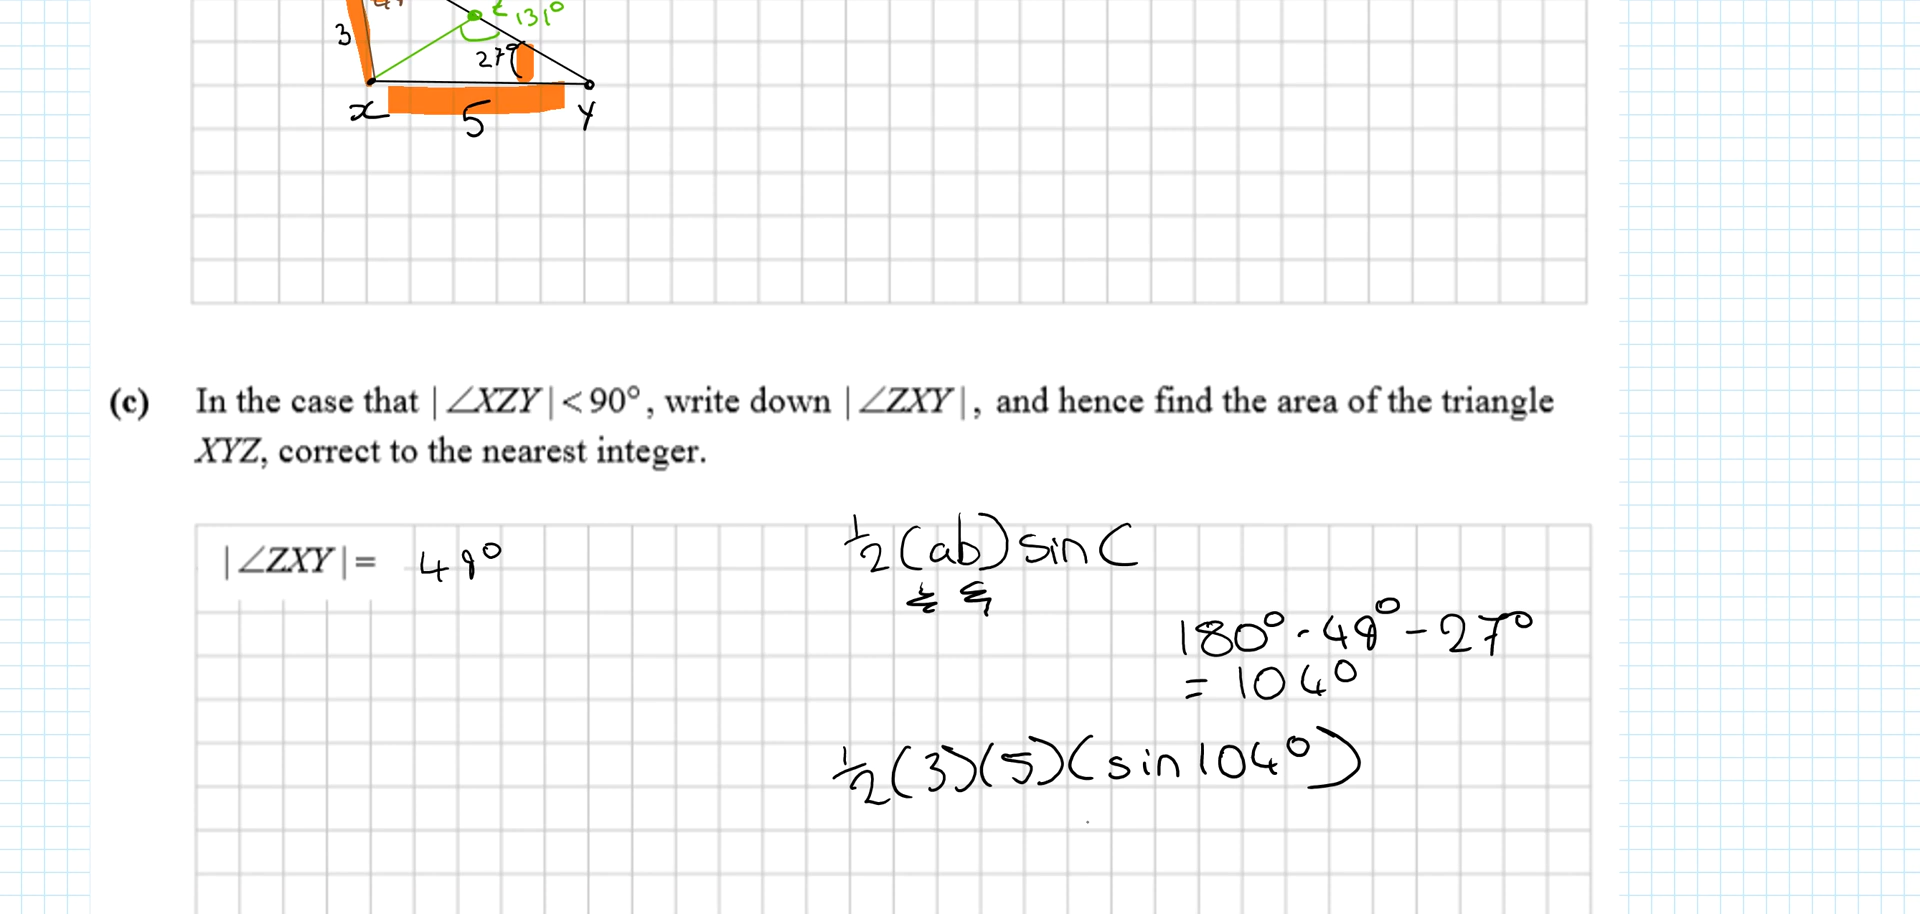 3
z 131°
27°
x 5 y
(c) In the case that |∠XZY| < 90°, write down |∠ZXY|, and hence find the area of the triangle
XYZ, correct to the nearest integer.
|∠ZXY| = 49°
½(ab) sin C
180° - 49° - 27°
= 104°
½(3)(5)(sin 104°)